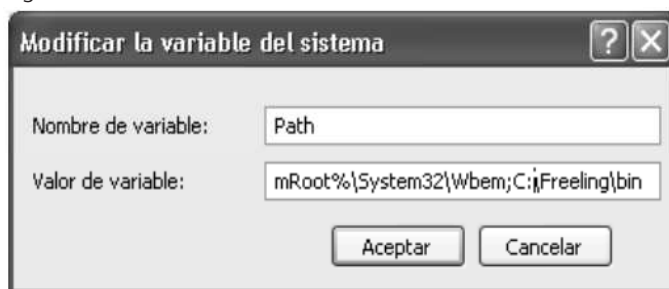 Modificar la variable del sistema
Nombre de variable: Path
Valor de variable: mRoot%\System32\Wbem;C:\Freeling\bin
Aceptar Cancelar